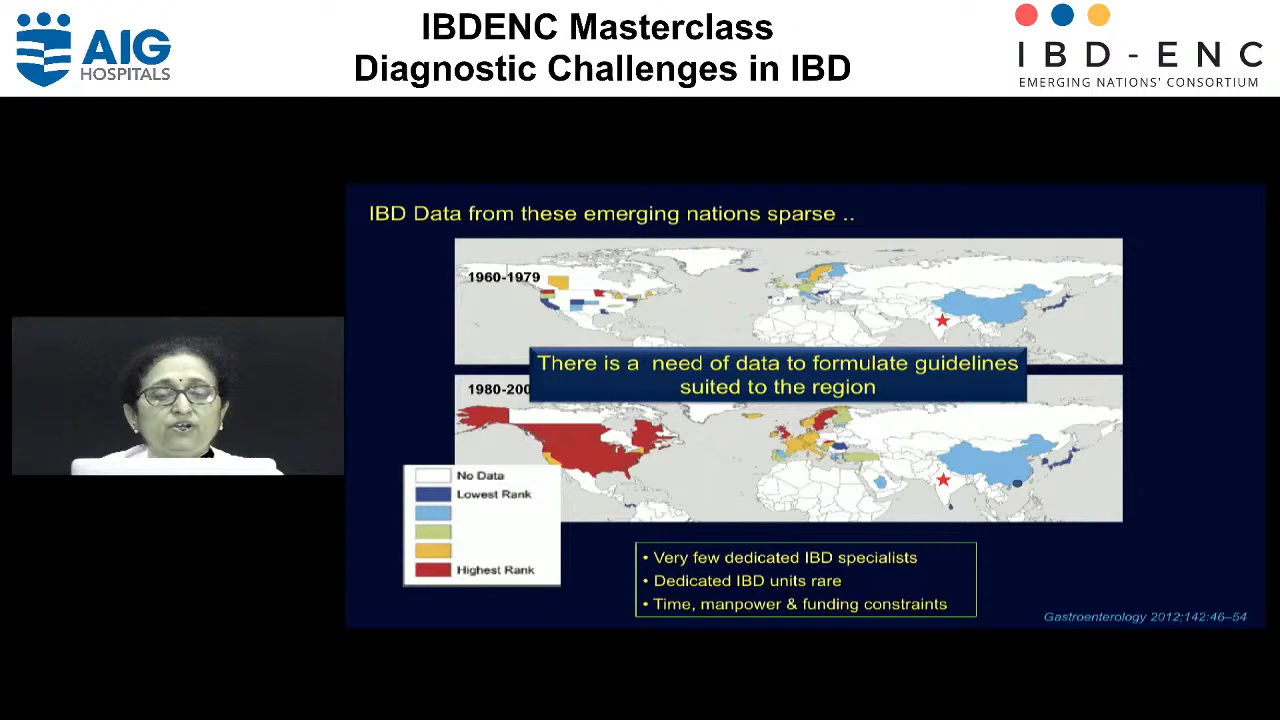 AIG
HOSPITALS
IBDENC Masterclass
Diagnostic Challenges in IBD
IBD-ENC
EMERGING NATIONS' CONSORTIUM
IBD Data from these emerging nations sparse ..
1960-1979
There is a need of data to formulate guidelines
suited to the region
1980-200
No Data
Lowest Rank
Highest Rank
• Very few dedicated IBD specialists
• Dedicated IBD units rare
• Time, manpower & funding constraints
Gastroenterology 2012;142:46–54